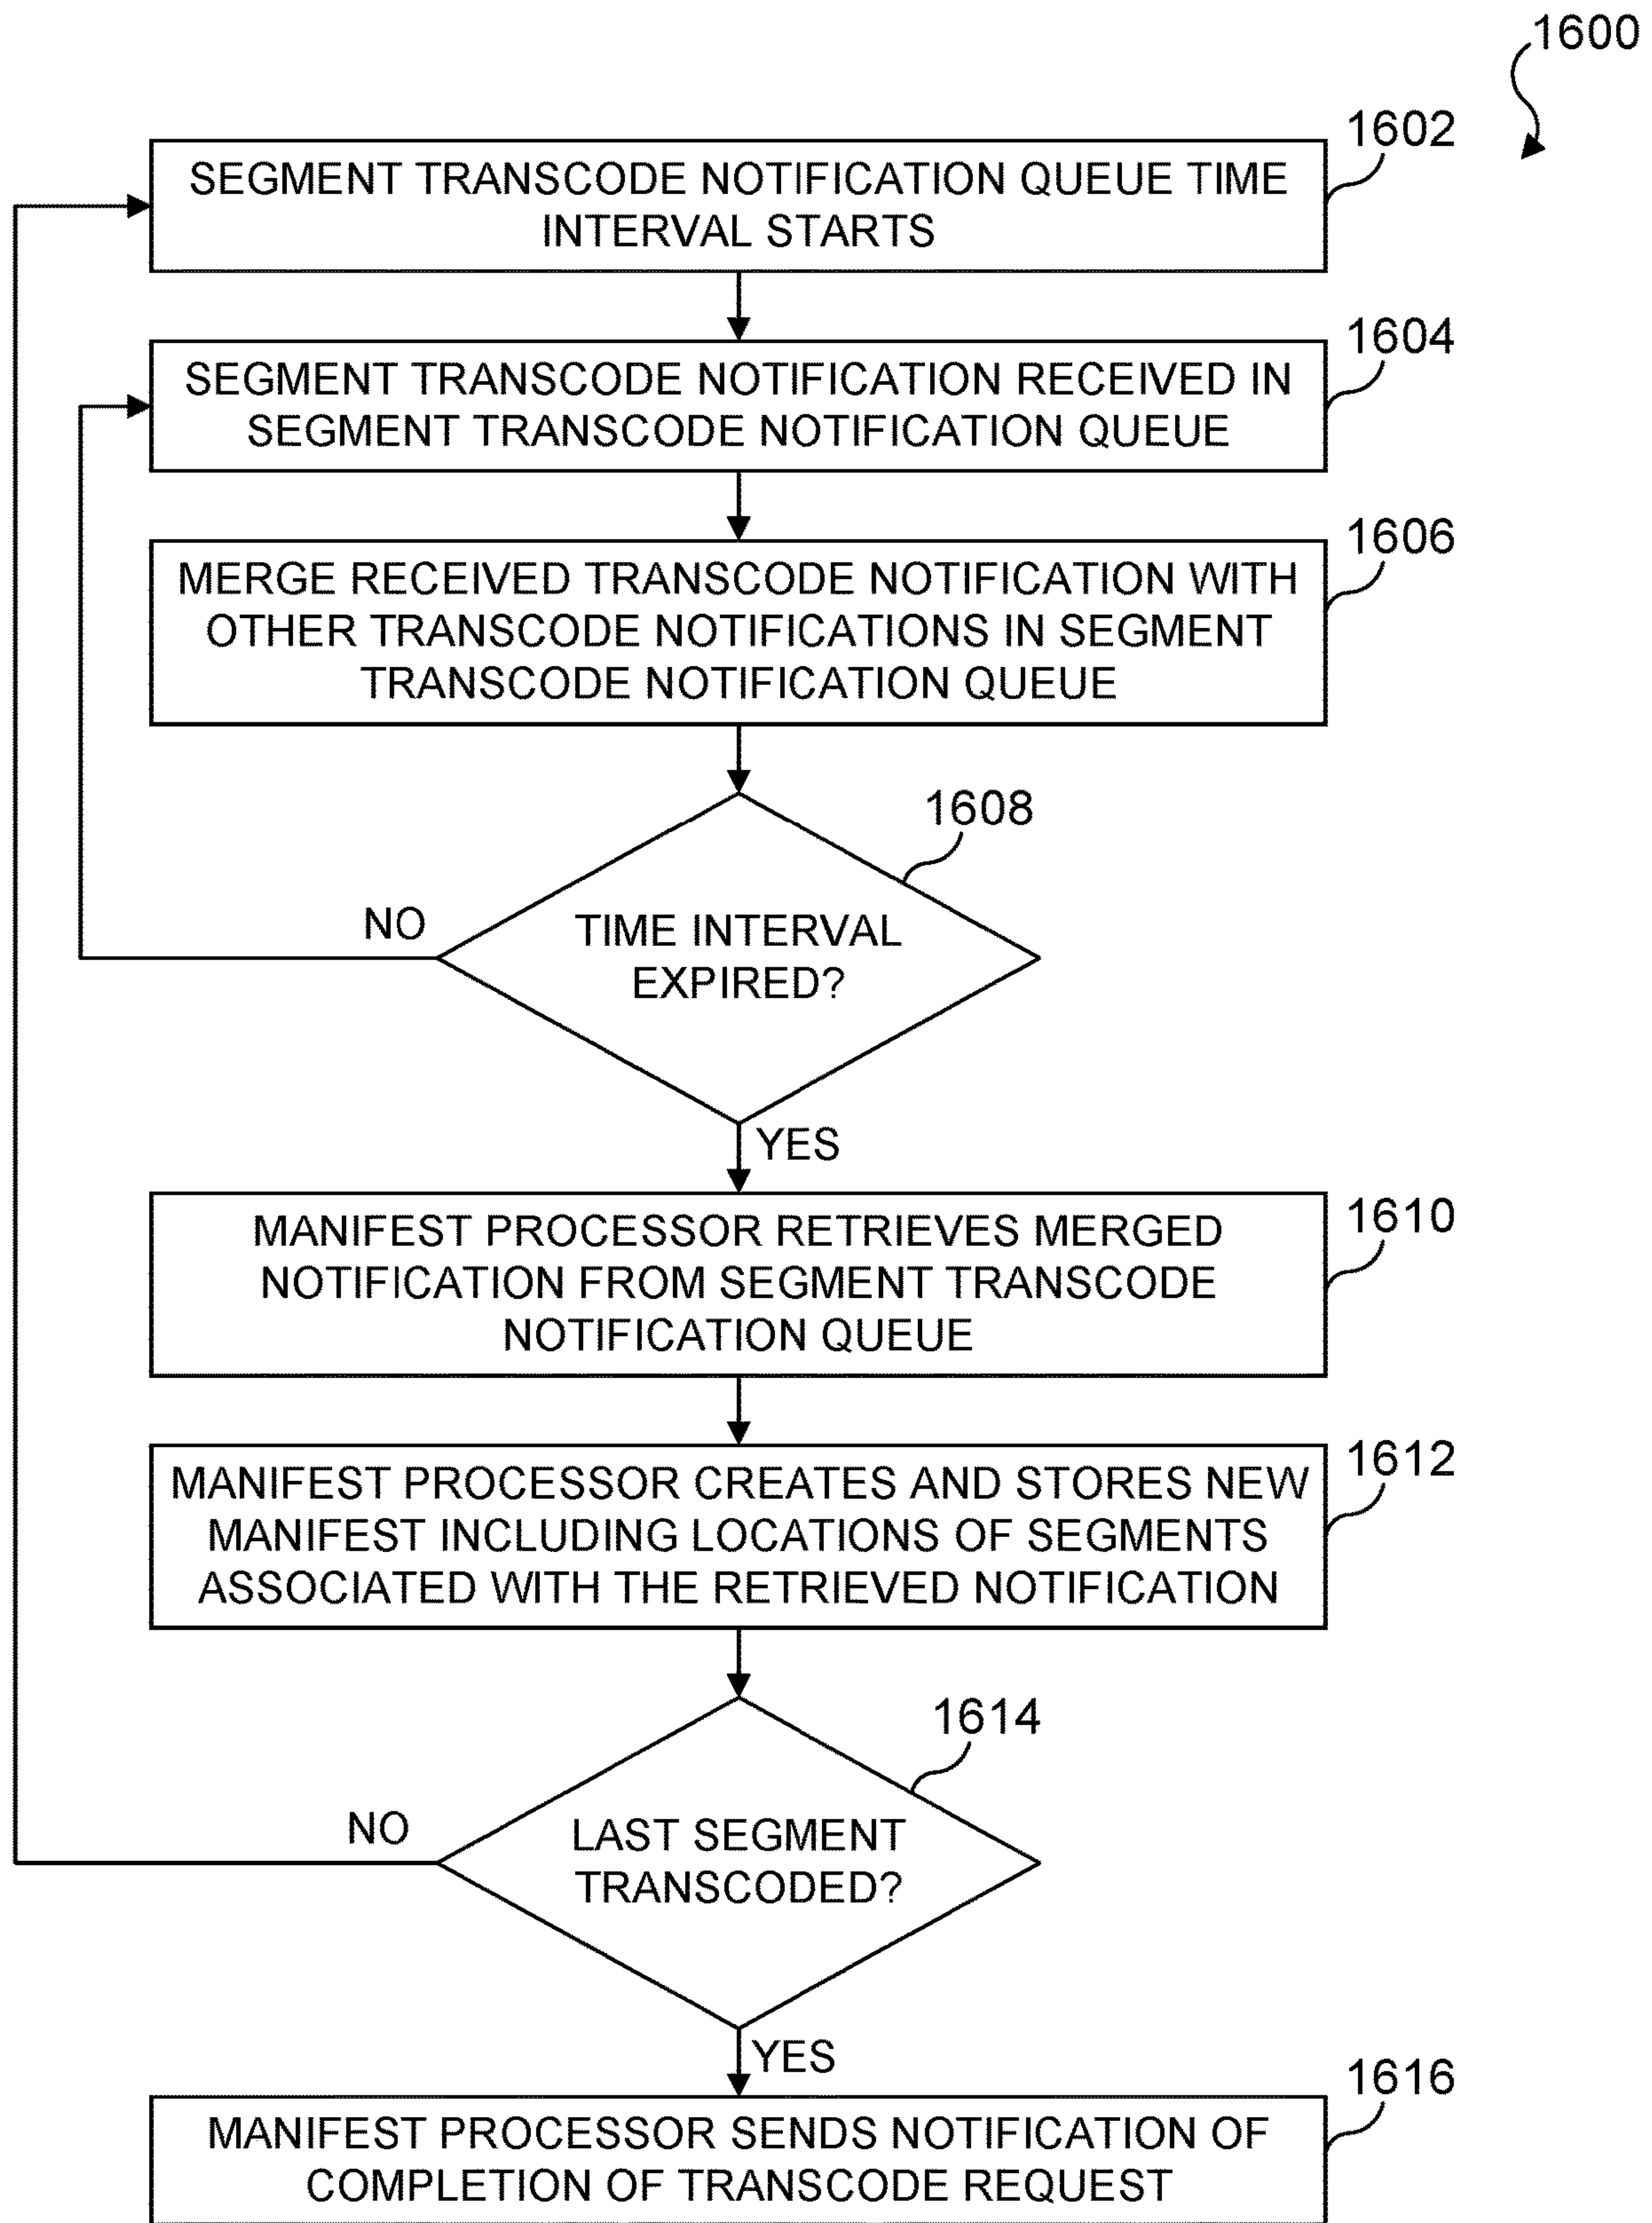 1600
1602
SEGMENT TRANSCODE NOTIFICATION QUEUE TIME
INTERVAL STARTS
1604
SEGMENT TRANSCODE NOTIFICATION RECEIVED IN
SEGMENT TRANSCODE NOTIFICATION QUEUE
1606
MERGE RECEIVED TRANSCODE NOTIFICATION WITH
OTHER TRANSCODE NOTIFICATIONS IN SEGMENT
TRANSCODE NOTIFICATION QUEUE
1608
NO
TIME INTERVAL
EXPIRED?
YES
1610
MANIFEST PROCESSOR RETRIEVES MERGED
NOTIFICATION FROM SEGMENT TRANSCODE
NOTIFICATION QUEUE
1612
MANIFEST PROCESSOR CREATES AND STORES NEW
MANIFEST INCLUDING LOCATIONS OF SEGMENTS
ASSOCIATED WITH THE RETRIEVED NOTIFICATION
1614
NO
LAST SEGMENT
TRANSCODED?
YES
1616
MANIFEST PROCESSOR SENDS NOTIFICATION OF
COMPLETION OF TRANSCODE REQUEST